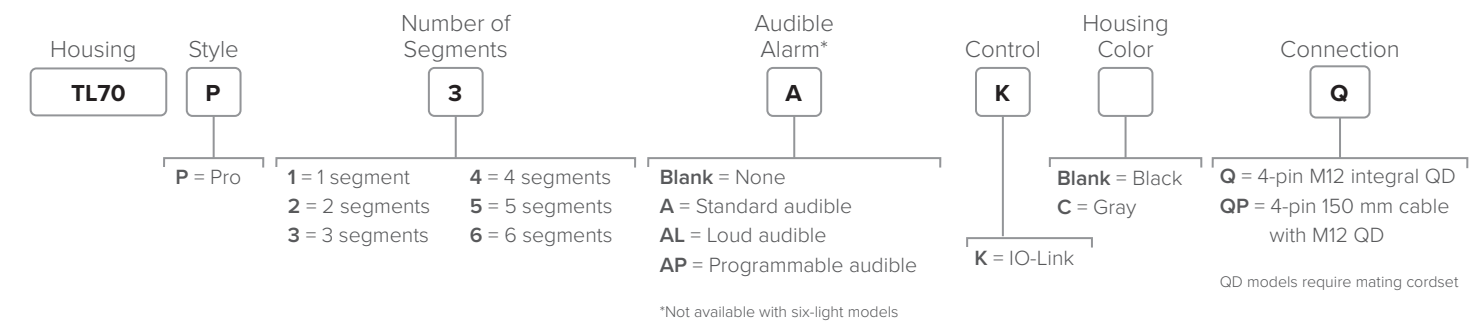 Housing
Style
Number of
Segments
Audible
Alarm*
Control
Housing
Color
Connection
TL70
P
3
A
K
Q
P = Pro
1 = 1 segment
2 = 2 segments
3 = 3 segments
4 = 4 segments
5 = 5 segments
6 = 6 segments
Blank = None
A = Standard audible
AL = Loud audible
AP = Programmable audible
*Not available with six-light models
K = IO-Link
Blank = Black
C = Gray
Q = 4-pin M12 integral QD
QP = 4-pin 150 mm cable
with M12 QD
QD models require mating cordset